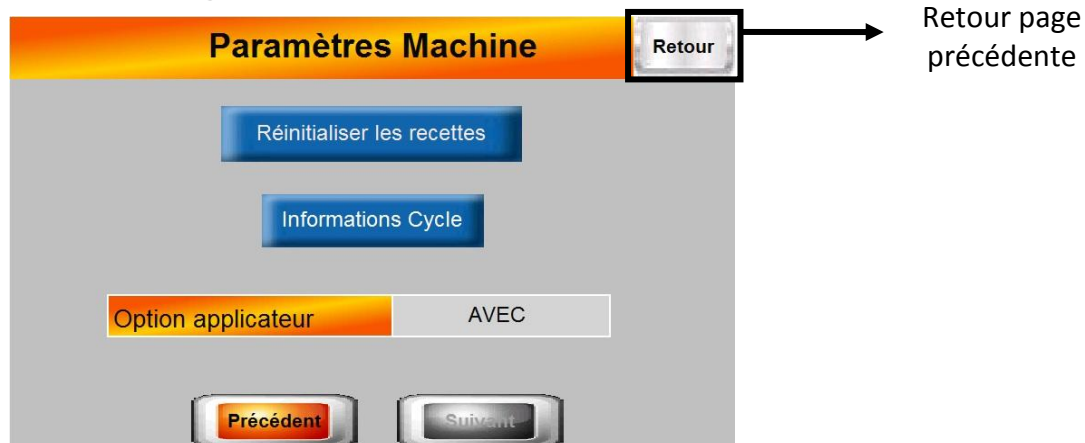 Paramètres Machine
Retour
Retour page
précédente
Réinitialiser les recettes
Informations Cycle
Option applicateur AVEC
Précédent Suivant